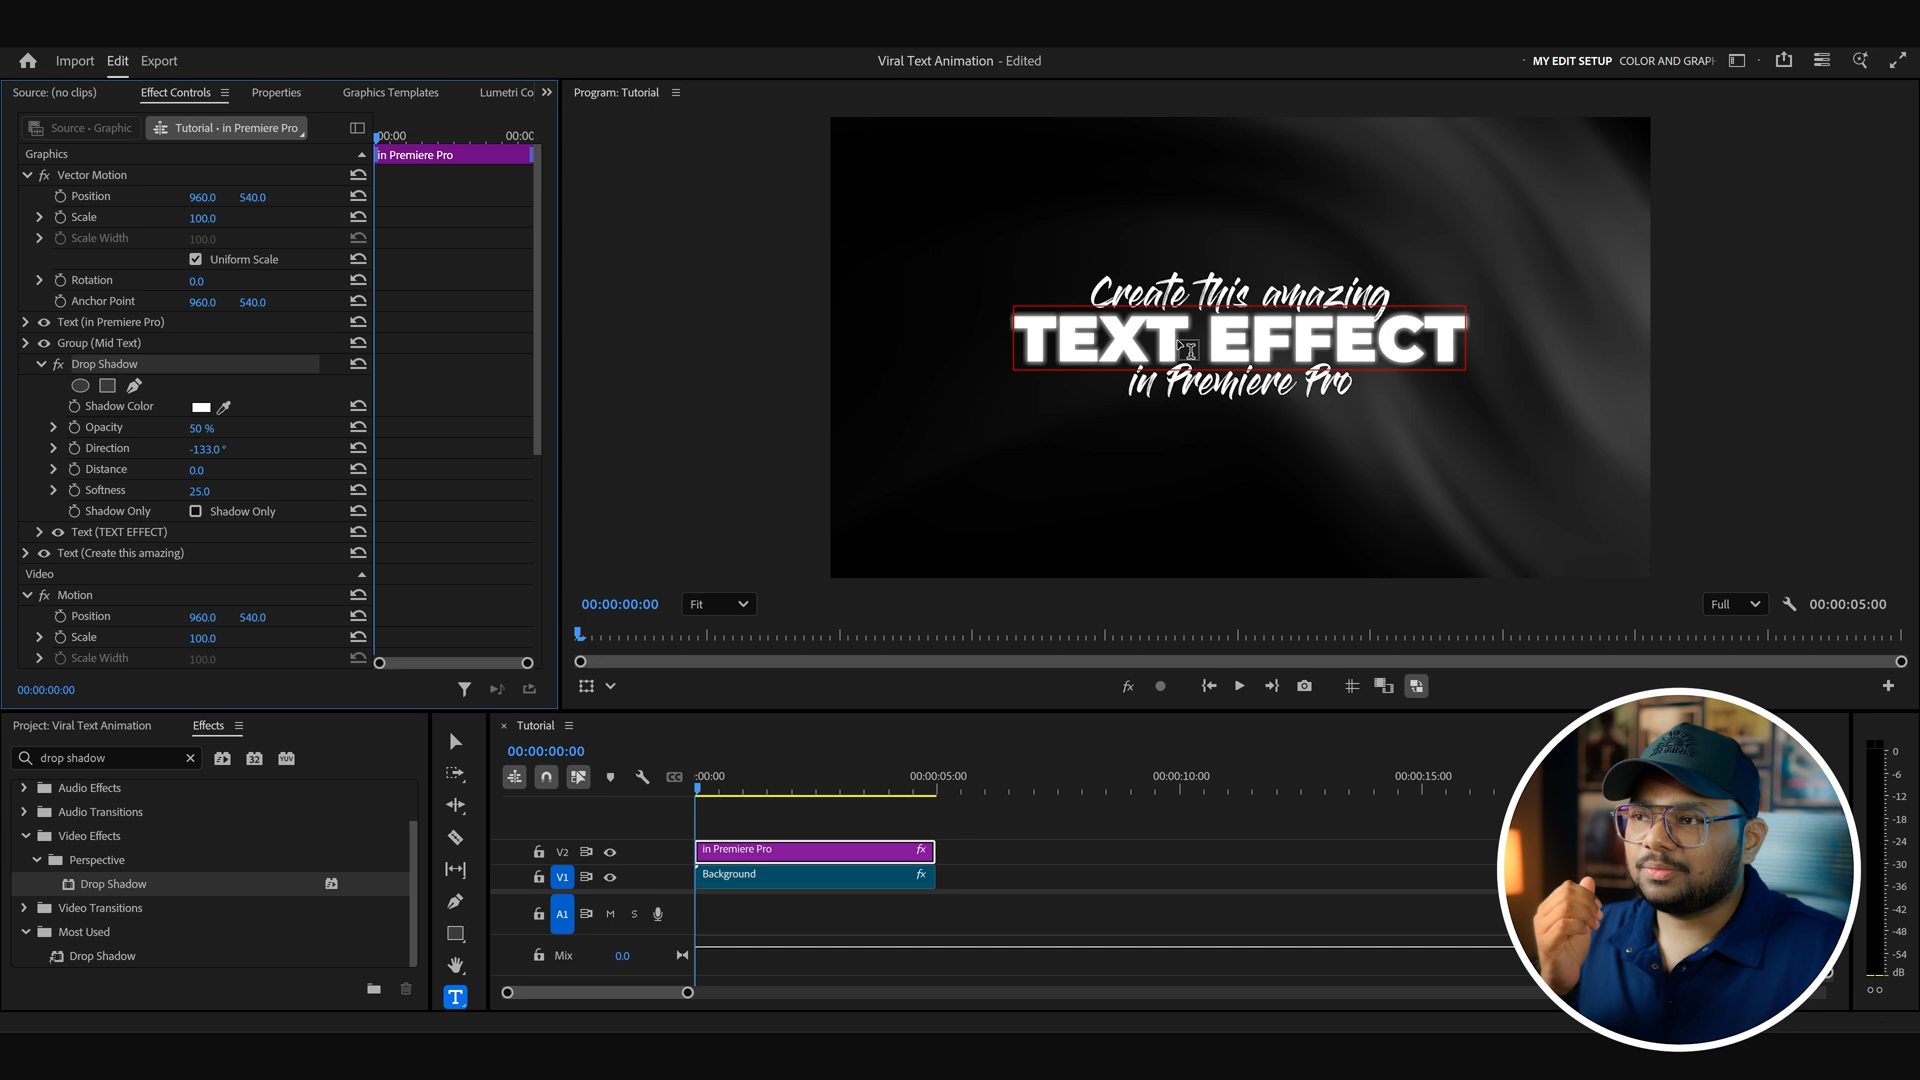 Import Edit Export
Viral Text Animation - Edited
MY EDIT SETUP COLOR AND GRAPH
Source: (no clips) Effect Controls Properties Graphics Templates Lumetri Co
Program: Tutorial
Source • Graphic Tutorial • in Premiere Pro
00:00 00:00
Graphics
in Premiere Pro
fx Vector Motion
Position 960.0 540.0
Scale 100.0
Scale Width 100.0
Uniform Scale
Rotation 0.0
Anchor Point 960.0 540.0
Text (in Premiere Pro)
Group (Mid Text)
fx Drop Shadow
Shadow Color
Opacity 50 %
Direction -133.0 °
Distance 0.0
Softness 25.0
Shadow Only Shadow Only
Text (TEXT EFFECT)
Text (Create this amazing)
Video
fx Motion
Position 960.0 540.0
Scale 100.0
Scale Width 100.0
00:00:00:00
Create this amazing
TEXT EFFECT
in Premiere Pro
00:00:00:00 Fit Full 00:00:05:00
fx
Project: Viral Text Animation Effects
drop shadow 32 YUV
Audio Effects
Audio Transitions
Video Effects
Perspective
Drop Shadow
Video Transitions
Most Used
Drop Shadow
T
Tutorial
00:00:00:00
CC :00:00 00:00:05:00 00:00:10:00 00:00:15:00
V2 in Premiere Pro fx
V1 Background fx
A1 M S
Mix 0.0
0
-6
-12
-18
-24
-30
-36
-42
-48
-54
dB